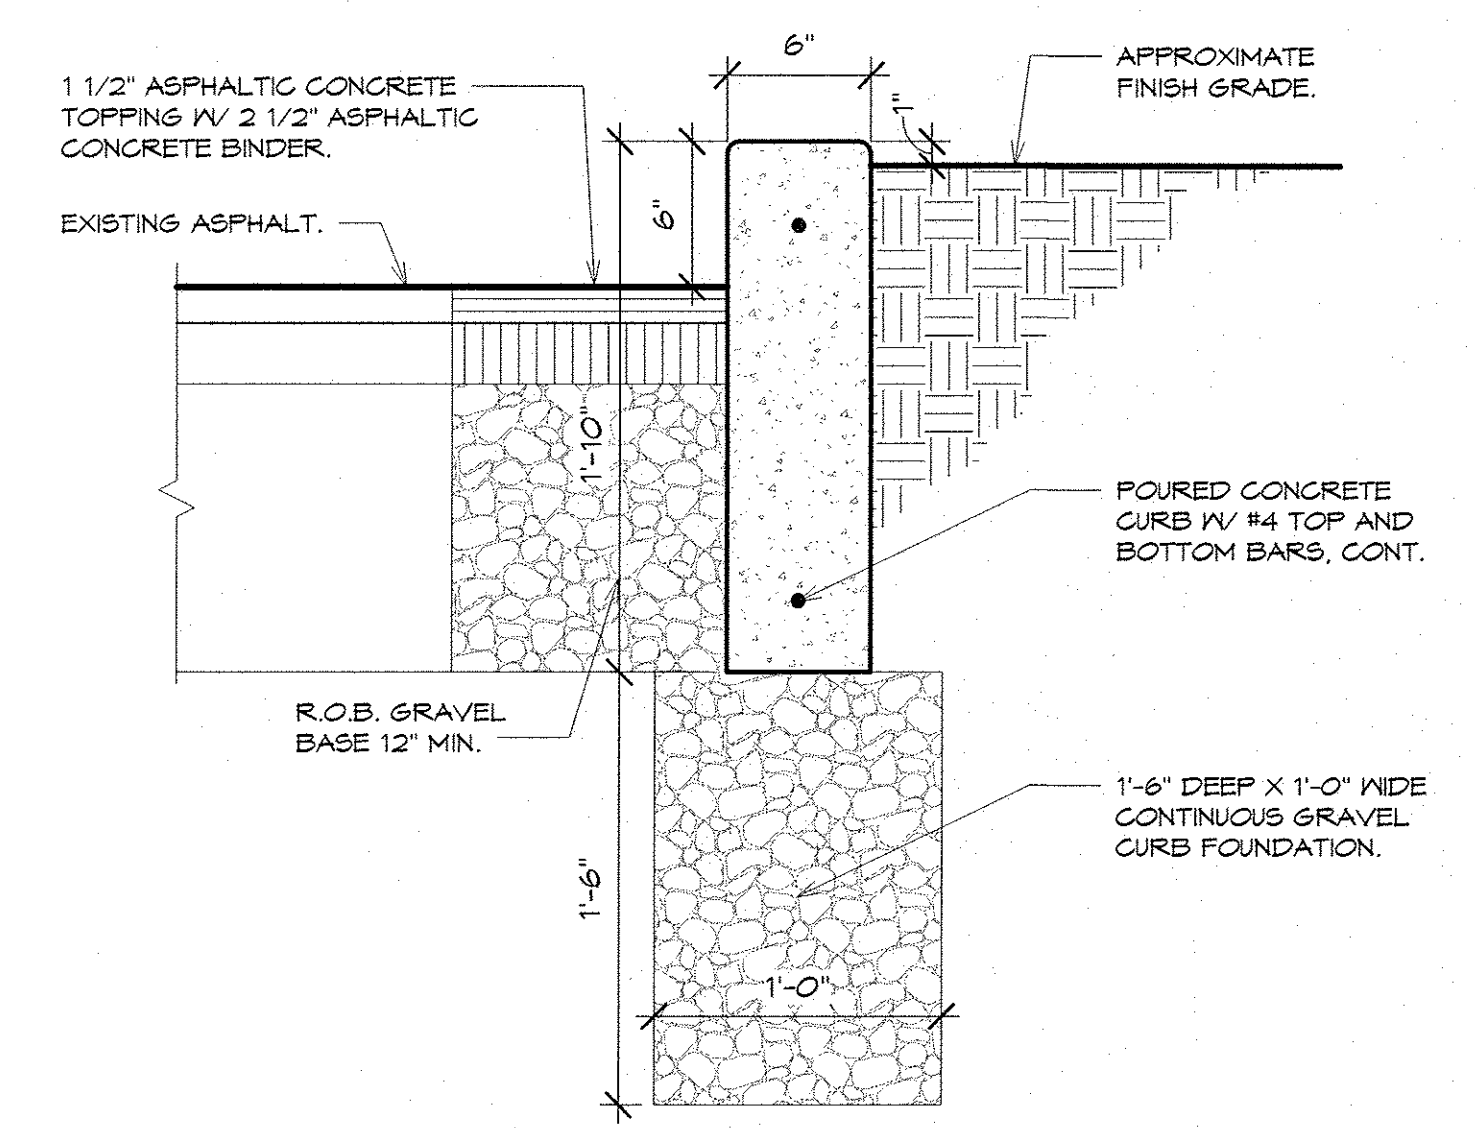 6"
1 1/2" ASPHALTIC CONCRETE
TOPPING W/ 2 1/2" ASPHALTIC
CONCRETE BINDER.
APPROXIMATE
FINISH GRADE.
1"
6"
EXISTING ASPHALT.
1'-10"
POURED CONCRETE
CURB W/ #4 TOP AND
BOTTOM BARS, CONT.
R.O.B. GRAVEL
BASE 12" MIN.
1'-6" DEEP X 1'-0" WIDE
CONTINUOUS GRAVEL
CURB FOUNDATION.
1'-6"
1'-0"